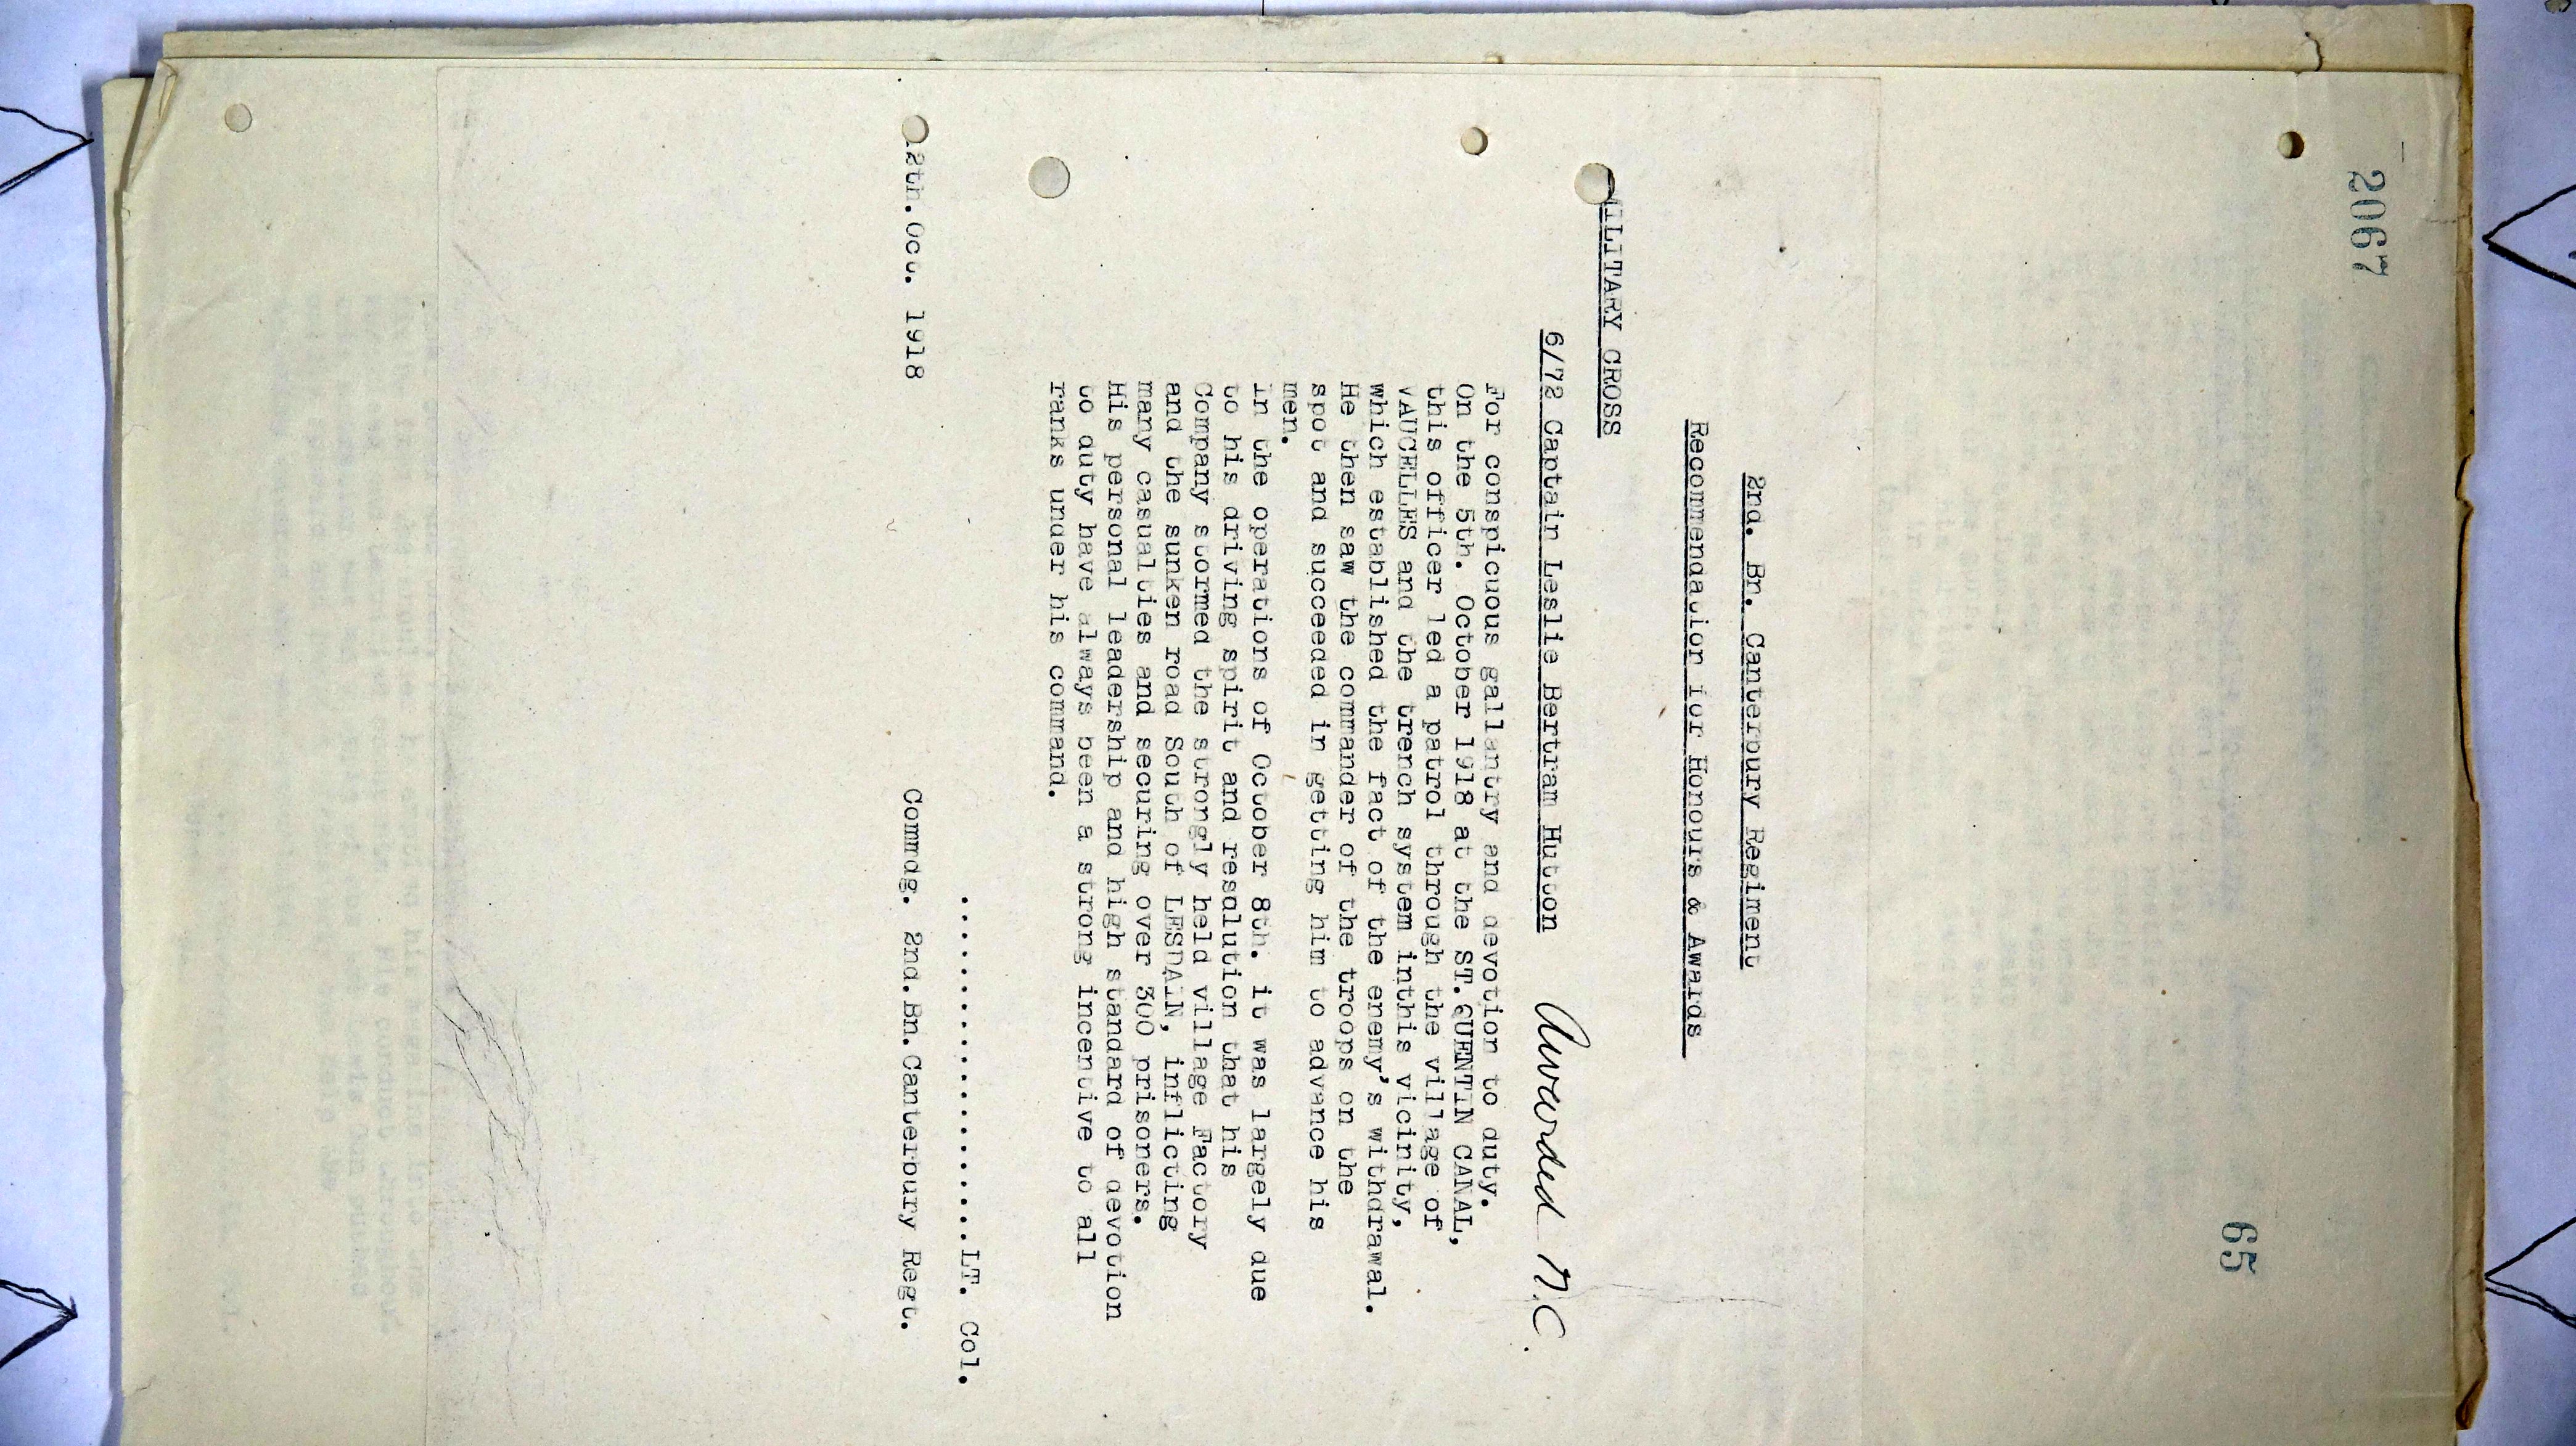 2067
65
2nd. Bn. Canterbury Regiment
Recommendation for Honours & Awards
MILITARY CROSS
6/72 Captain Leslie Bertram Hutton Awarded M.C.
For conspicuous gallantry and devotion to duty.
On the 5th. October 1918 at the ST.QUENTIN CANAL,
this officer led a patrol through the village of
VAUCELLES and the trench system inthis vicinity,
which established the fact of the enemy's withdrawal.
He then saw the commander of the troops on the
spot and succeeded in getting him to advance his
men.
In the operations of October 8th. it was largely due
to his driving spirit and resalution that his
Company stormed the strongly held village Factory
and the sunken road South of LESDAIN, inflicting
many casualties and securing over 300 prisoners.
His personal leadership and high standard of devotion
to duty have always been a strong incentive to all
ranks under his command.
........................LT. Col.
12th.Oct. 1918 Commdg. 2nd.Bn.Canterbury Regt.